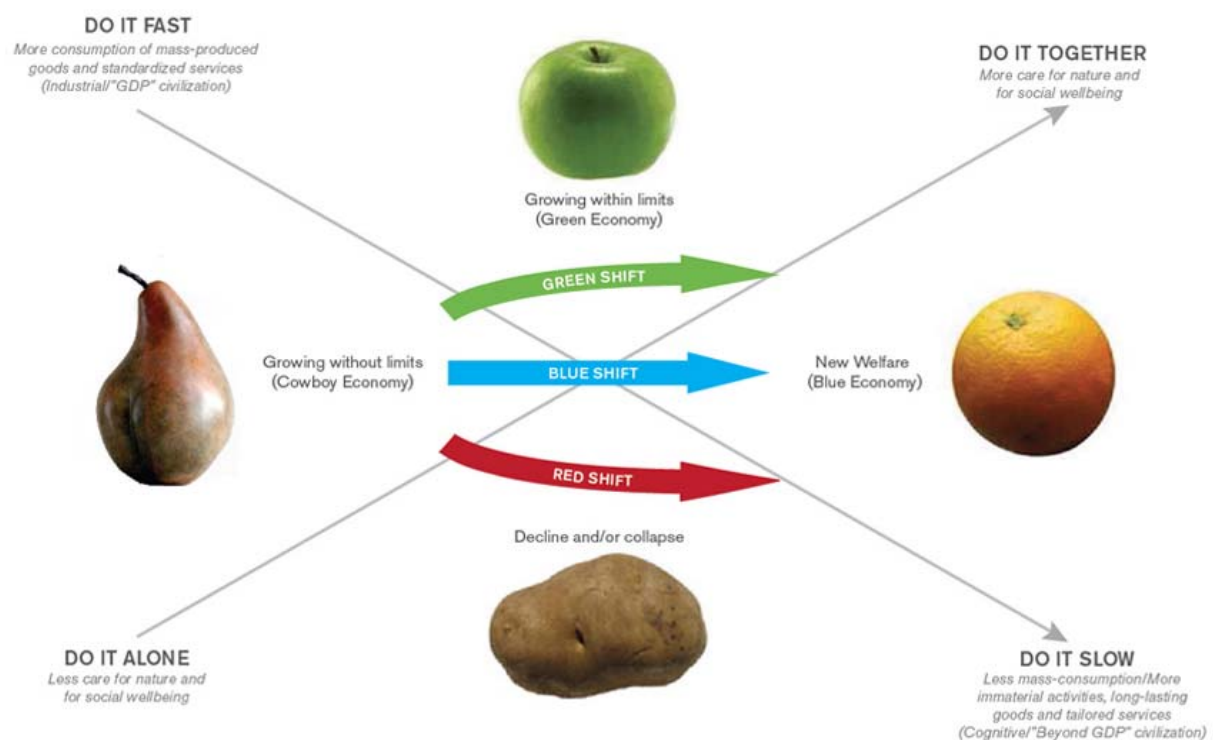 DO IT FAST
More consumption of mass-produced
goods and standardized services
(Industrial/"GDP" civilization)
DO IT TOGETHER
More care for nature and
for social wellbeing
Growing within limits
(Green Economy)
GREEN SHIFT
Growing without limits
(Cowboy Economy)
BLUE SHIFT
New Welfare
(Blue Economy)
RED SHIFT
Decline and/or collapse
DO IT ALONE
Less care for nature and
for social wellbeing
DO IT SLOW
Less mass-consumption/More
immaterial activities, long-lasting
goods and tailored services
(Cognitive/"Beyond GDP" civilization)